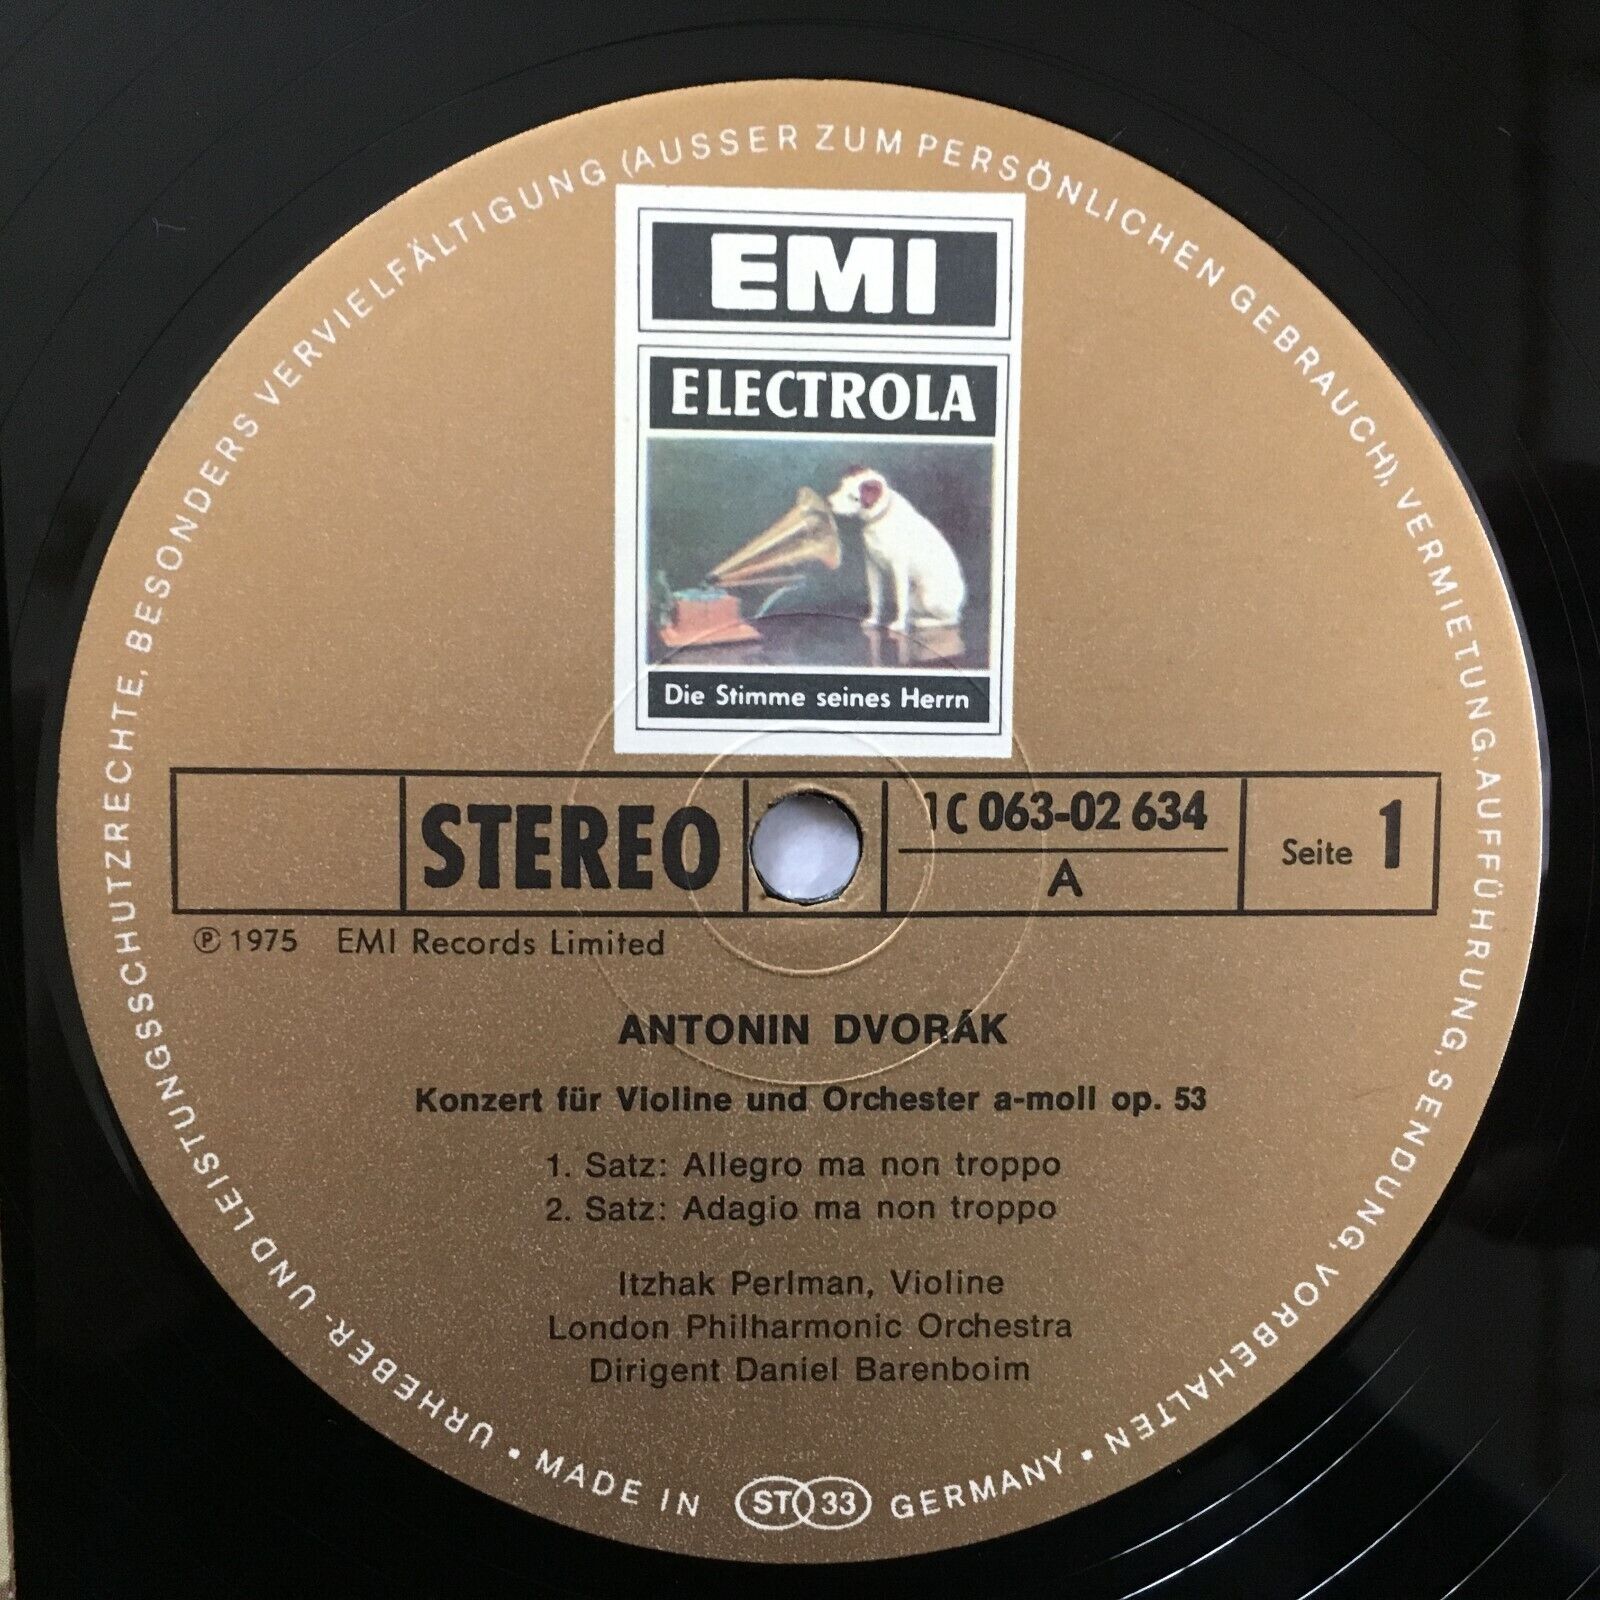 URHEBER- UND LEISTUNGSSCHUTZRECHTE, BESONDERS VERVIELFÄLTIGUNG (AUSSER ZUM PERSÖNLICHEN GEBRAUCH), VERMIETUNG, AUFFÜHRUNG, SENDUNG, VORBEHALTEN
EMI
ELECTROLA
Die Stimme seines Herrn
STEREO
1C 063-02 634
A
Seite 1
℗ 1975 EMI Records Limited
ANTONIN DVORÁK
Konzert für Violine und Orchester a-moll op. 53
1. Satz: Allegro ma non troppo
2. Satz: Adagio ma non troppo
Itzhak Perlman, Violine
London Philharmonic Orchestra
Dirigent Daniel Barenboim
• MADE IN ST 33 GERMANY •